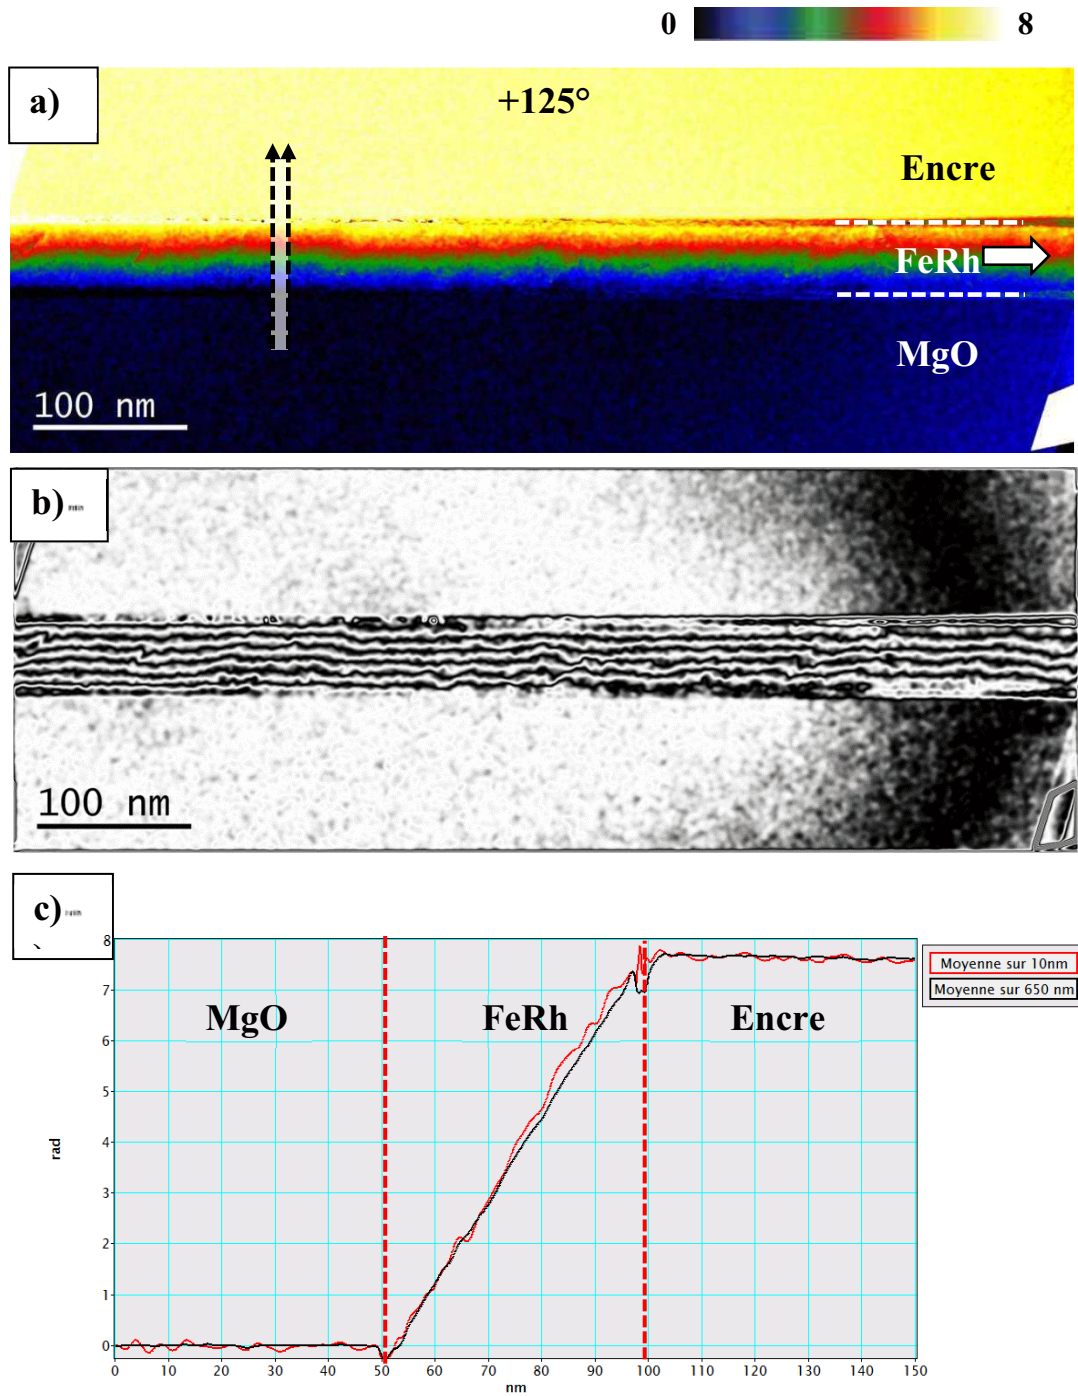 0 8
a)
+125°
Encre
FeRh
MgO
100 nm
b)
100 nm
c)
8
7
6
5
4
3
2
1
0
rad
MgO FeRh Encre
Moyenne sur 10nm
Moyenne sur 650 nm
0 10 20 30 40 50 60 70 80 90 100 110 120 130 140 150
nm